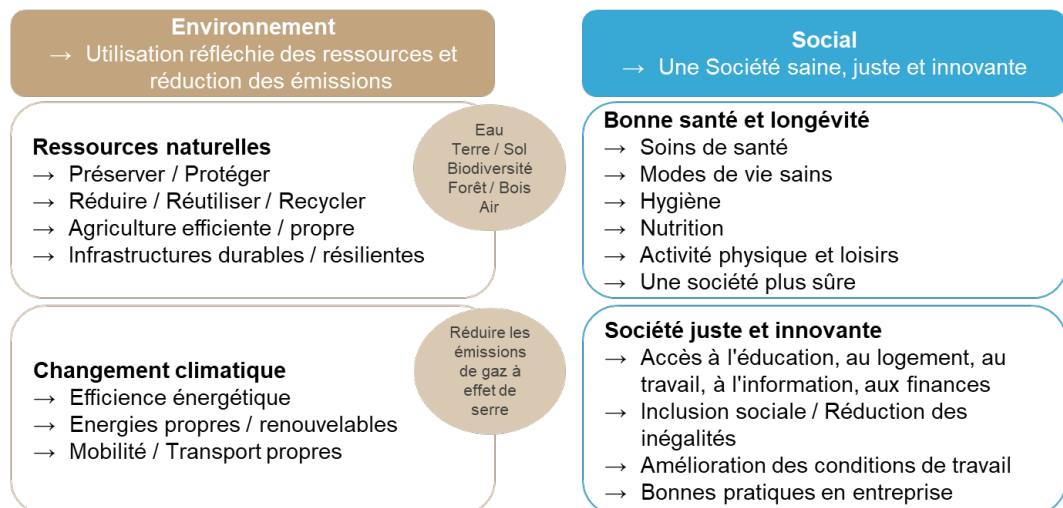 Environnement
→ Utilisation réfléchie des ressources et
réduction des émissions
Ressources naturelles
→ Préserver / Protéger
→ Réduire / Réutiliser / Recycler
→ Agriculture efficiente / propre
→ Infrastructures durables / résilientes
Eau
Terre / Sol
Biodiversité
Forêt / Bois
Air
Changement climatique
→ Efficience énergétique
→ Energies propres / renouvelables
→ Mobilité / Transport propres
Réduire les
émissions
de gaz à
effet de
serre
Social
→ Une Société saine, juste et innovante
Bonne santé et longévité
→ Soins de santé
→ Modes de vie sains
→ Hygiène
→ Nutrition
→ Activité physique et loisirs
→ Une société plus sûre
Société juste et innovante
→ Accès à l'éducation, au logement, au
travail, à l'information, aux finances
→ Inclusion sociale / Réduction des
inégalités
→ Amélioration des conditions de travail
→ Bonnes pratiques en entreprise